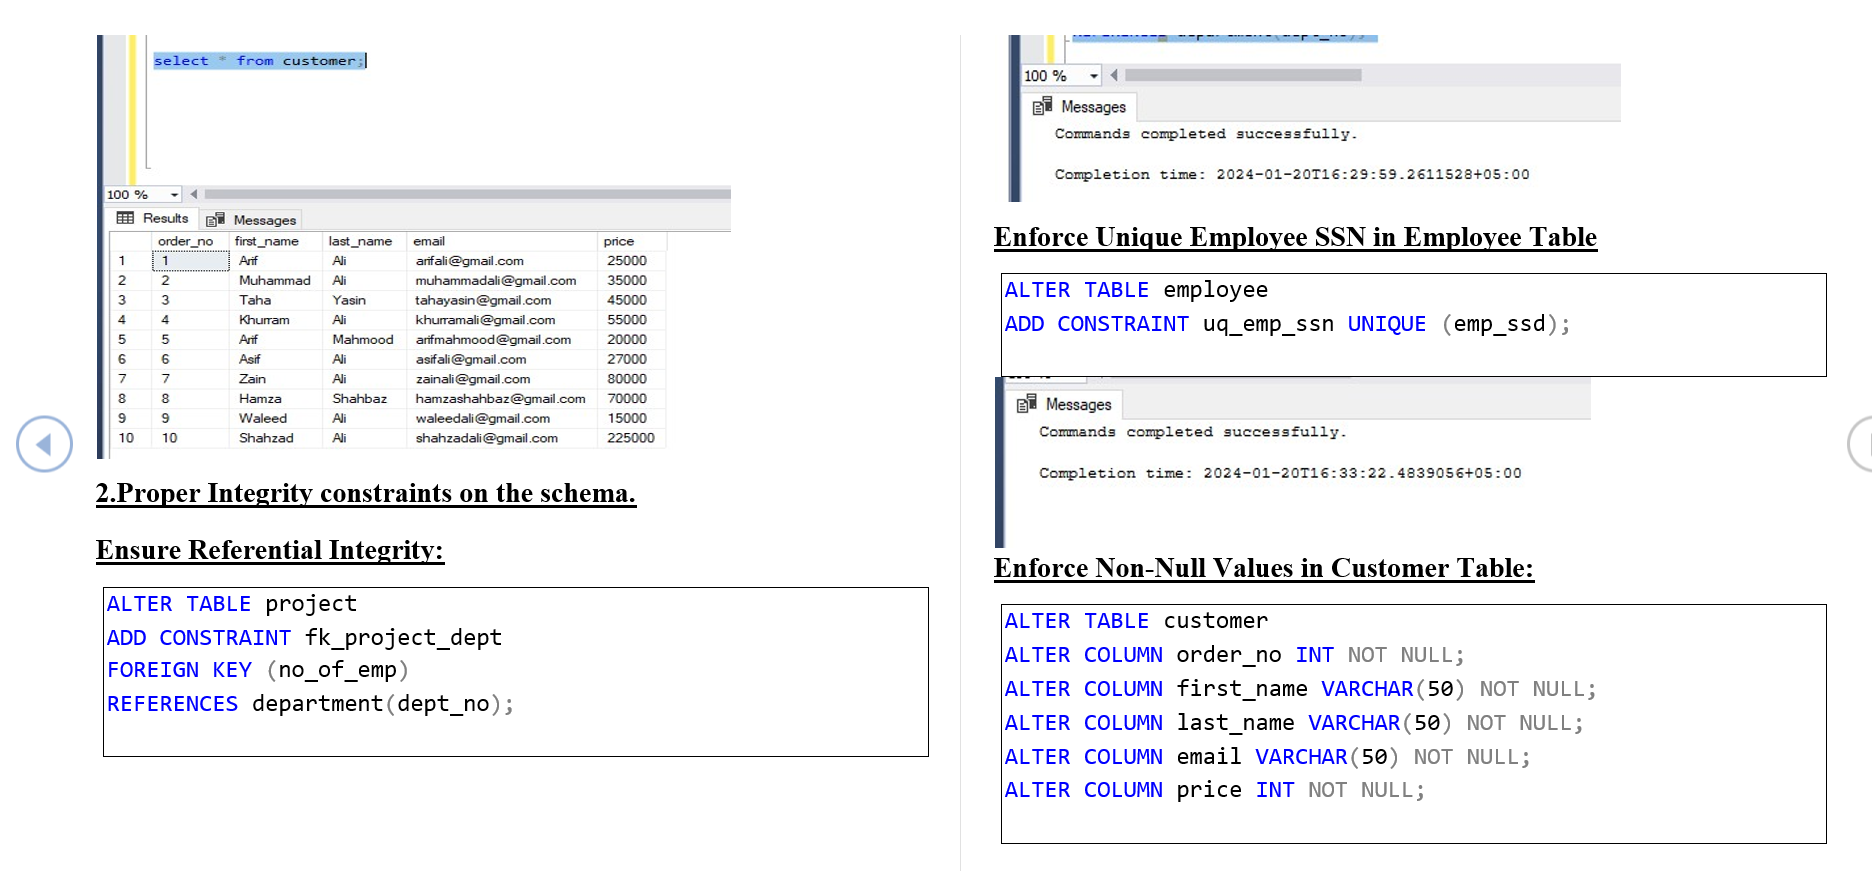 select * from customer;
100 %
Results Messages
order_no first_name last_name email price
1 1 Arif Ali arifali@gmail.com 25000
2 2 Muhammad Ali muhammadali@gmail.com 35000
3 3 Taha Yasin tahayasin@gmail.com 45000
4 4 Khurram Ali khurramali@gmail.com 55000
5 5 Arif Mahmood arifmahmood@gmail.com 20000
6 6 Asif Ali asifali@gmail.com 27000
7 7 Zain Ali zainali@gmail.com 80000
8 8 Hamza Shahbaz hamzashahbaz@gmail.com 70000
9 9 Waleed Ali waleedali@gmail.com 15000
10 10 Shahzad Ali shahzadali@gmail.com 225000
2.Proper Integrity constraints on the schema.
Ensure Referential Integrity:
ALTER TABLE project
ADD CONSTRAINT fk_project_dept
FOREIGN KEY (no_of_emp)
REFERENCES department(dept_no);
100 %
Messages
Commands completed successfully.
Completion time: 2024-01-20T16:29:59.2611528+05:00
Enforce Unique Employee SSN in Employee Table
ALTER TABLE employee
ADD CONSTRAINT uq_emp_ssn UNIQUE (emp_ssd);
Messages
Commands completed successfully.
Completion time: 2024-01-20T16:33:22.4839056+05:00
Enforce Non-Null Values in Customer Table:
ALTER TABLE customer
ALTER COLUMN order_no INT NOT NULL;
ALTER COLUMN first_name VARCHAR(50) NOT NULL;
ALTER COLUMN last_name VARCHAR(50) NOT NULL;
ALTER COLUMN email VARCHAR(50) NOT NULL;
ALTER COLUMN price INT NOT NULL;